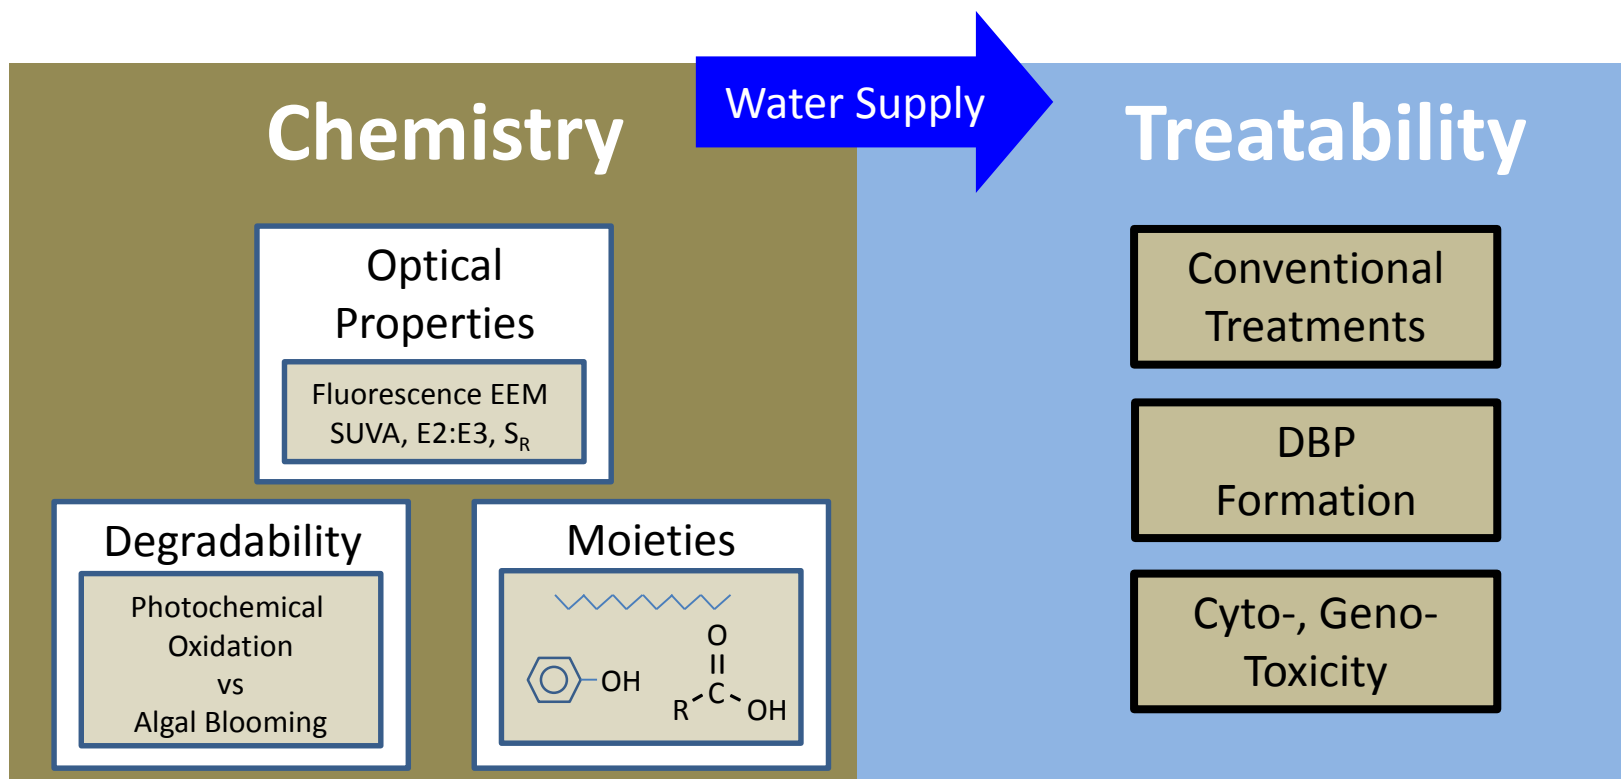 Chemistry
Water Supply
Treatability
Optical
Properties
Fluorescence EEM
SUVA, E2:E3, S_R
Degradability
Photochemical
Oxidation
vs
Algal Blooming
Moieties
O
OH
C
R
OH
Conventional
Treatments
DBP
Formation
Cyto-, Geno-
Toxicity